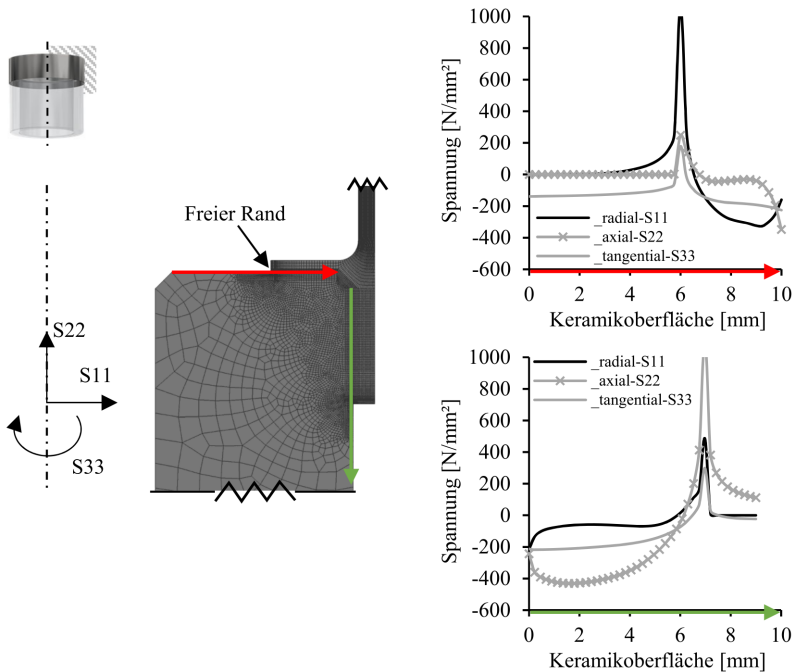 Freier Rand
S22
S11
S33
Spannung [N/mm²]
1000
800
600
400
200
0
-200
-400
-600
_radial-S11
_axial-S22
_tangential-S33
0 2 4 6 8 10
Keramikoberfläche [mm]
Spannung [N/mm²]
1000
800
600
400
200
0
-200
-400
-600
_radial-S11
_axial-S22
_tangential-S33
0 2 4 6 8 10
Keramikoberfläche [mm]